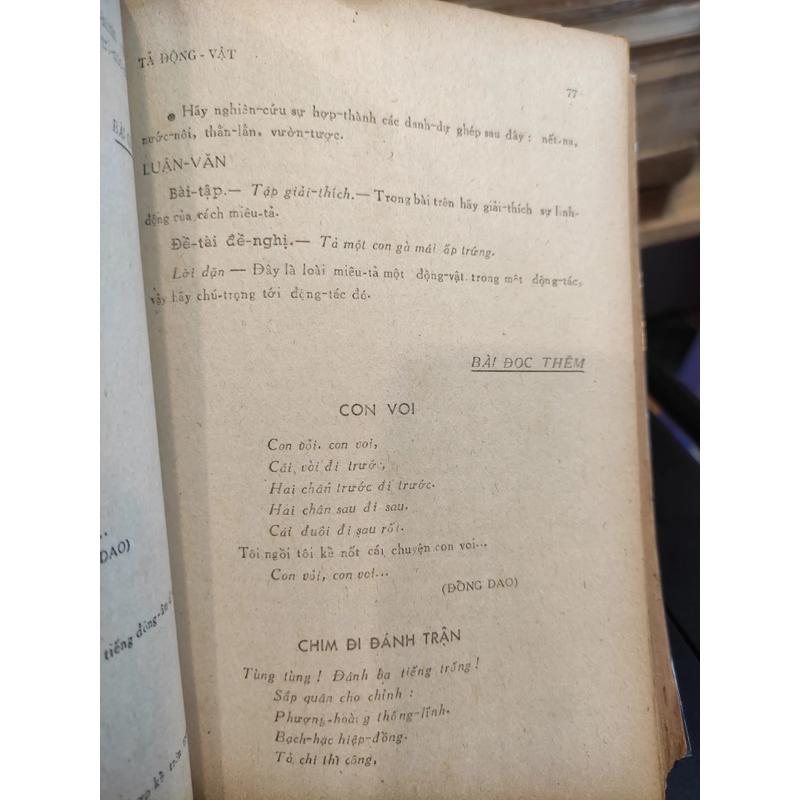 TẢ ĐỘNG-VẬT
77
● Hãy nghiên-cứu sự hợp-thành các danh-dự ghép sau đây : nết-na,
nước-nôi, thằn-lằn, vườn-tược.
LUẬN-VĂN
Bài-tập.— Tập giải-thích.— Trong bài trên hãy giải-thích sự linh-
động của cách miêu-tả.
Đề-tài đề-nghị.— Tả một con gà mái ấp trứng.
Lời dặn — Đây là loài miêu-tả một động-vật trong một động-tác,
vậy hãy chú-trọng tới động-tác đó.
BÀI ĐỌC THÊM
CON VOI
Con vỏi, con voi,
Cái vòi đi trước,
Hai chân trước đi trước.
Hai chân sau đi sau,
Cái đuôi đi sau rốt.
Tôi ngồi tôi kể nốt cái chuyện con voi...
Con vỏi, con voi...
(ĐỒNG DAO)
CHIM ĐI ĐÁNH TRẬN
Tùng tùng ! Đánh ba tiếng trống !
Sắp quân cho chỉnh :
Phượng-hoàng thống-lĩnh.
Bạch-hạc hiệp-đồng.
Tả chi thì công,
DAO)
tiếng động-
kể